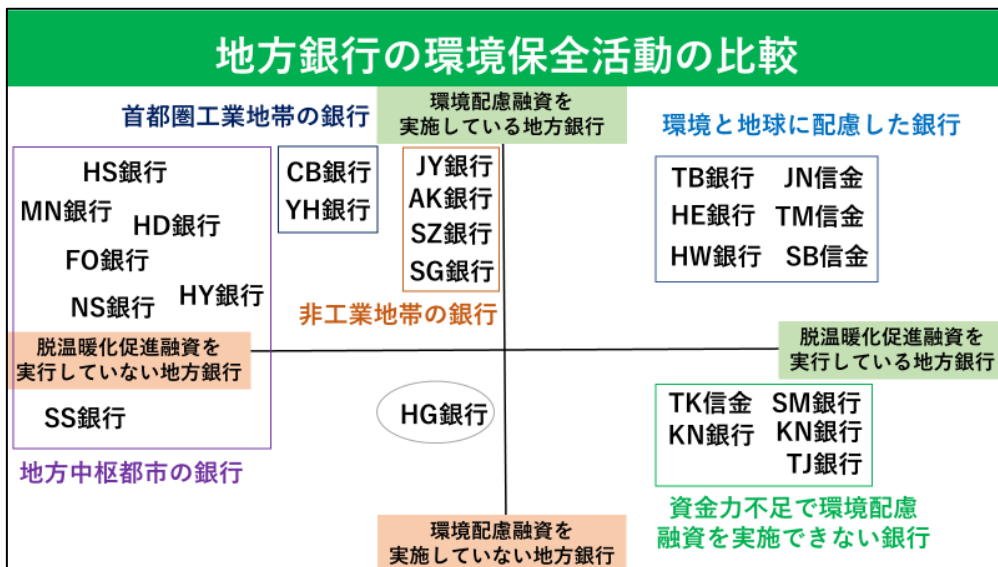 地方銀行の環境保全活動の比較
首都圏工業地帯の銀行
環境配慮融資を
実施している地方銀行
環境と地球に配慮した銀行
HS銀行
MN銀行
HD銀行
FO銀行
NS銀行
HY銀行
CB銀行
YH銀行
JY銀行
AK銀行
SZ銀行
SG銀行
非工業地帯の銀行
TB銀行 JN信金
HE銀行 TM信金
HW銀行 SB信金
脱温暖化促進融資を
実行していない地方銀行
脱温暖化促進融資を
実行している地方銀行
SS銀行
地方中枢都市の銀行
HG銀行
TK信金 SM銀行
KN銀行 KN銀行
TJ銀行
資金力不足で環境配慮
融資を実施できない銀行
環境配慮融資を
実施していない地方銀行